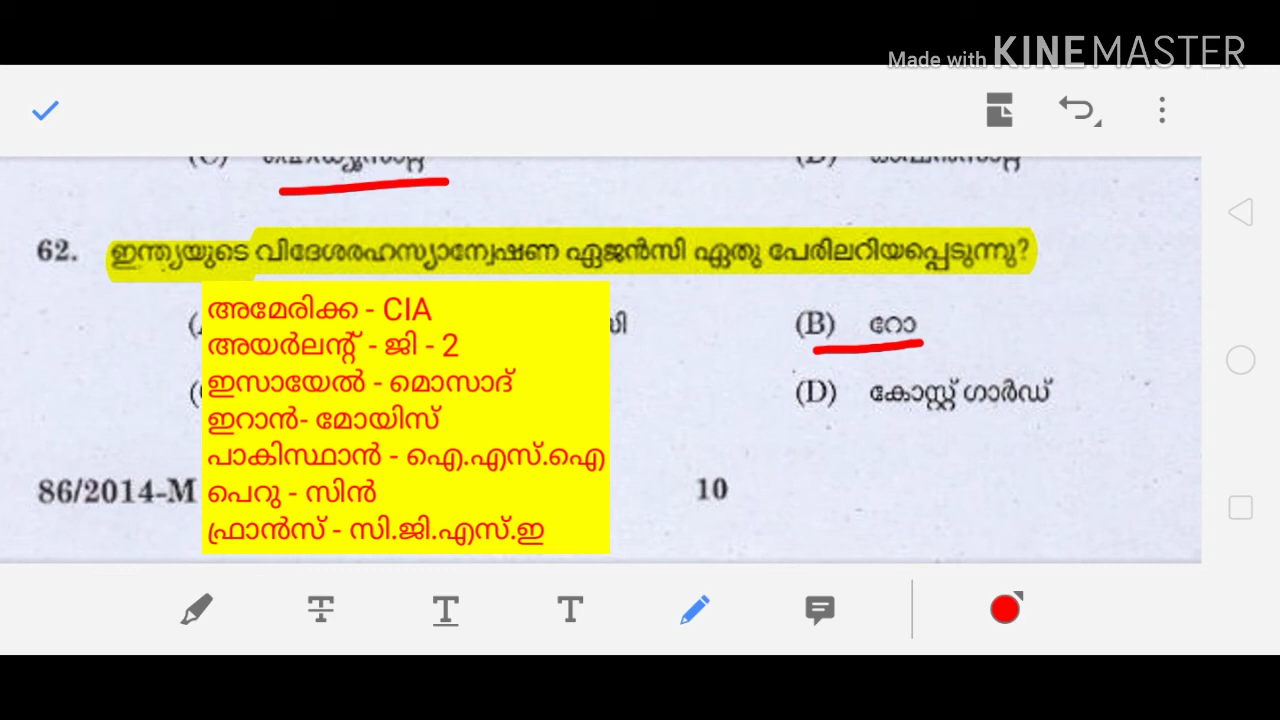 Made with KINEMASTER
62. ഇന്ത്യയുടെ വിദേശരഹസ്യാന്വേഷണ ഏജൻസി ഏതു പേരിലറിയപ്പെടുന്നു?
അമേരിക്ക - CIA
അയർലന്റ് - ജി - 2
ഇസായേൽ - മൊസാദ്
ഇറാൻ- മോയിസ്
പാകിസ്ഥാൻ - ഐ.എസ്.ഐ
പെറു - സിൻ
ഫ്രാൻസ് - സി.ജി.എസ്.ഇ
(B) റോ
(D) കോസ്റ്റ് ഗാർഡ്
86/2014-M 10